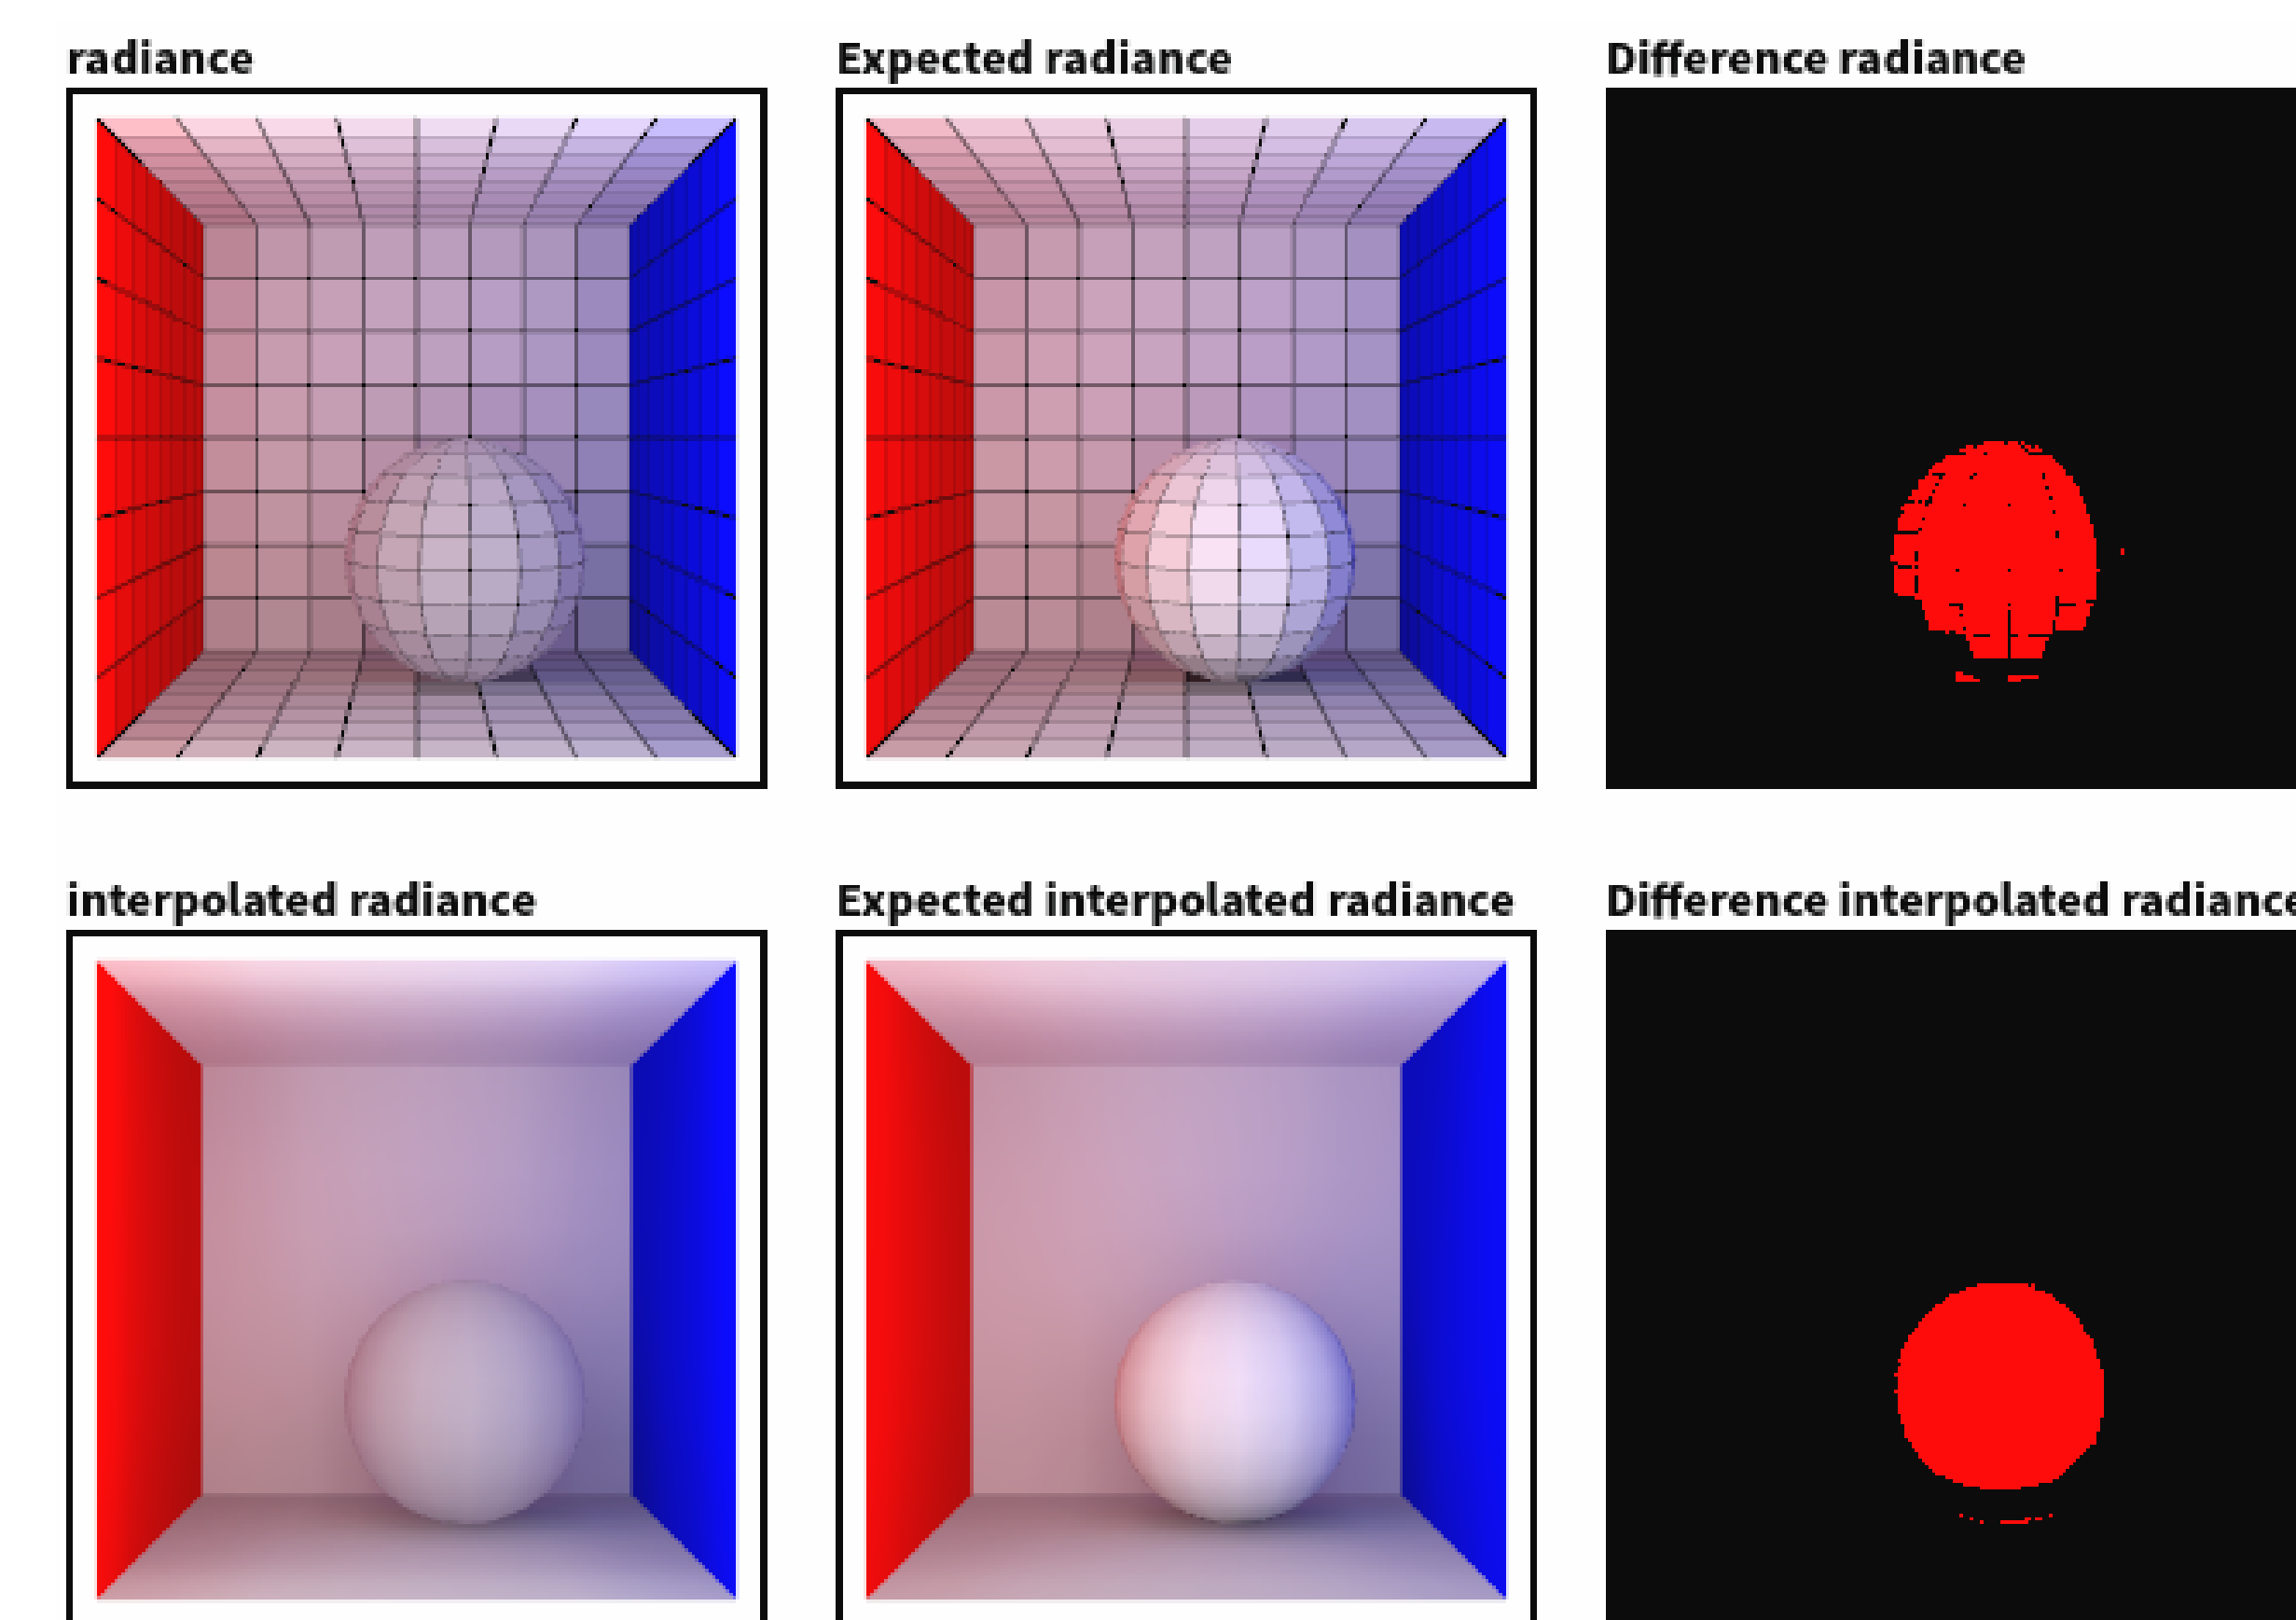 radiance
Expected radiance
Difference radiance
interpolated radiance
Expected interpolated radiance
Difference interpolated radiance